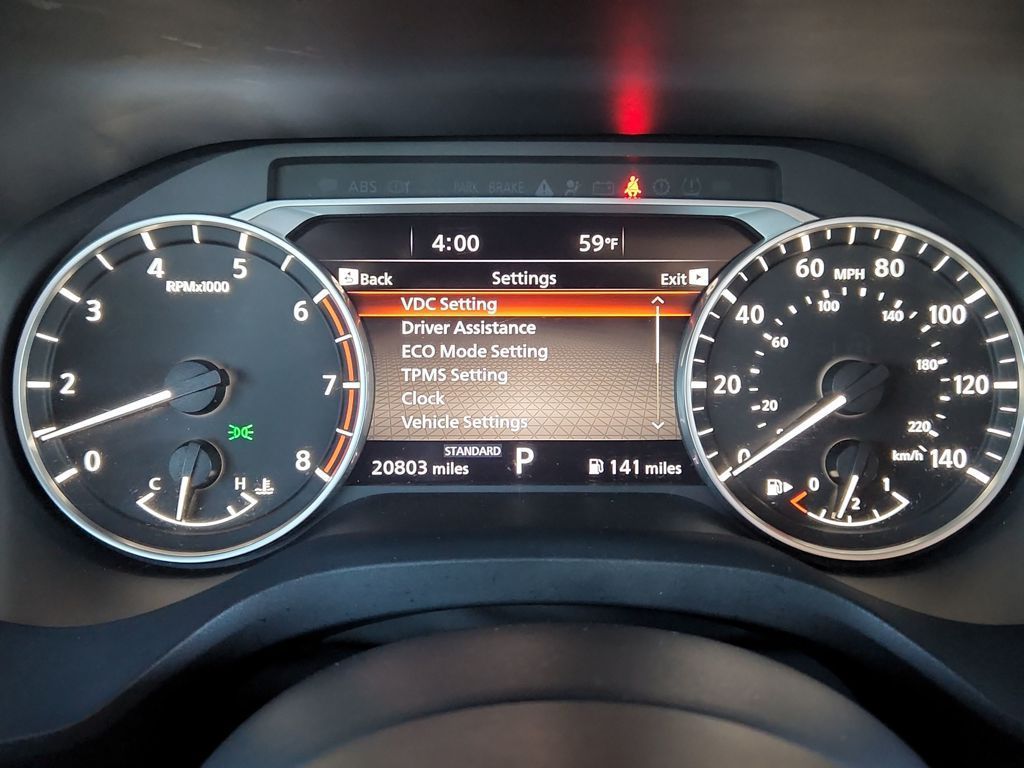 ABS
PARK BRAKE
4:00 59°F
Back Settings Exit
VDC Setting
Driver Assistance
ECO Mode Setting
TPMS Setting
Clock
Vehicle Settings
STANDARD
20803 miles P 141 miles
0 2 3 4 5 6 7 8
RPMx1000
C H
0 20 40 60 80 100 120 140
MPH
20 60 100 140 180 220
km/h
0 1/2 1